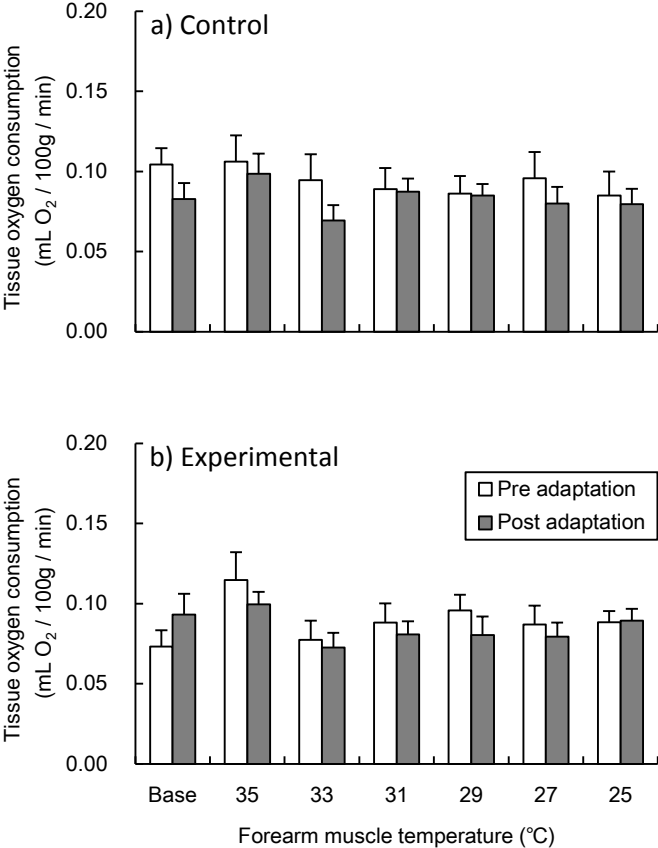 a) Control
Tissue oxygen consumption
(mL O₂ / 100g / min)
0.20
0.15
0.10
0.05
0.00
b) Experimental
Tissue oxygen consumption
(mL O₂ / 100g / min)
0.20
0.15
0.10
0.05
0.00
Pre adaptation
Post adaptation
Base 35 33 31 29 27 25
Forearm muscle temperature (℃)